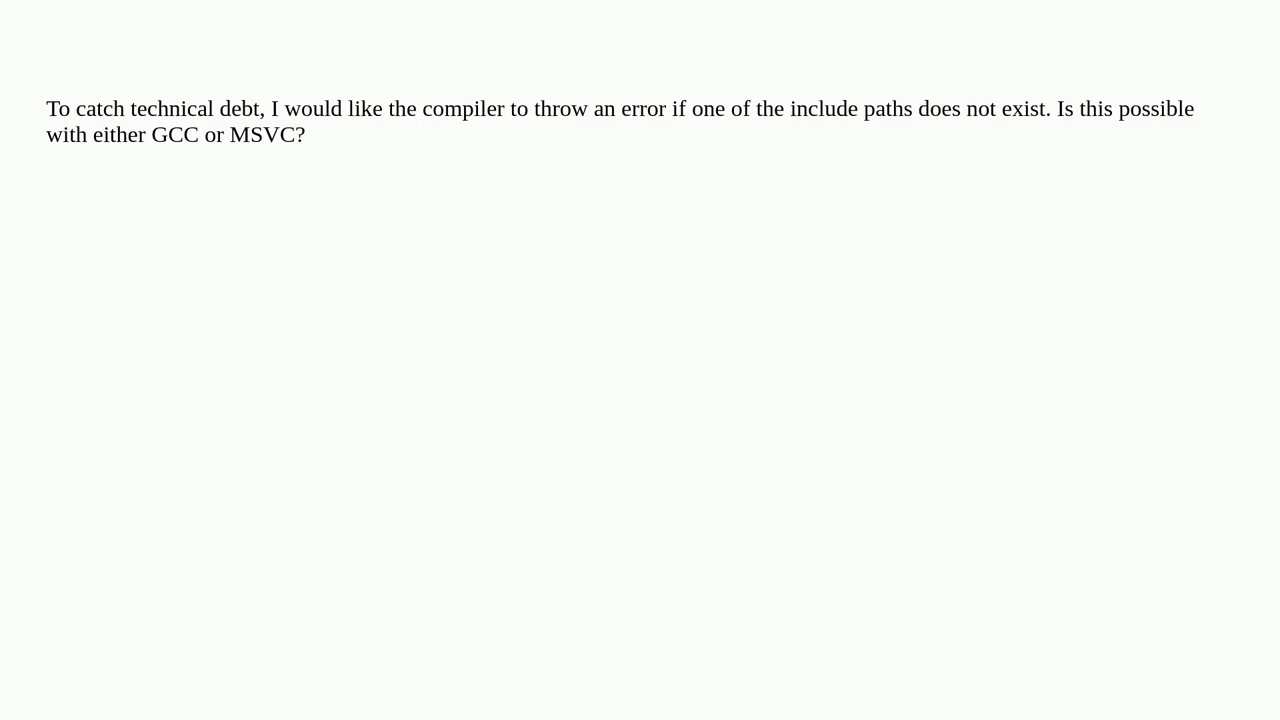 To catch technical debt, I would like the compiler to throw an error if one of the include paths does not exist. Is this possible
with either GCC or MSVC?